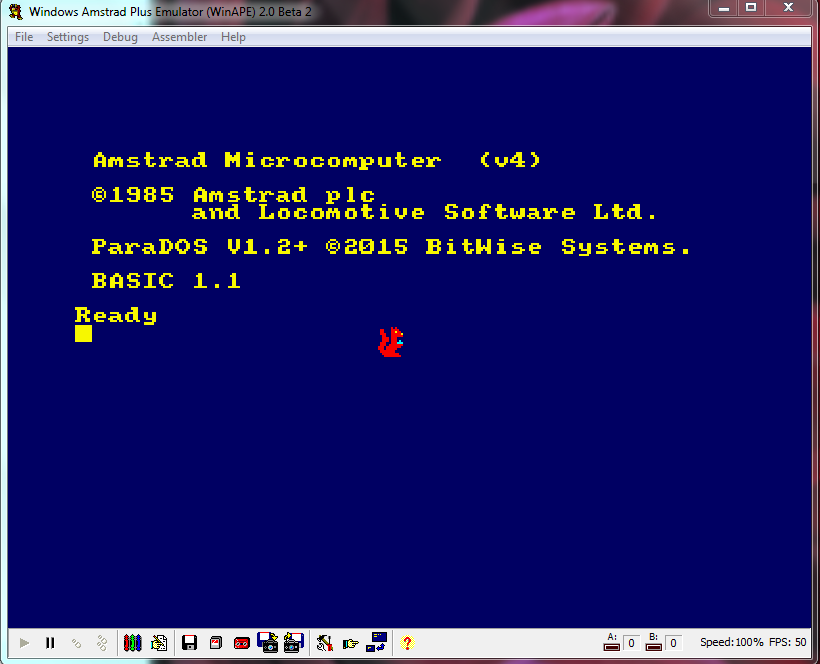 Windows Amstrad Plus Emulator (WinAPE) 2.0 Beta 2
File Settings Debug Assembler Help
Amstrad Microcomputer (v4)
©1985 Amstrad plc
and Locomotive Software Ltd.
ParaDOS V1.2+ ©2015 BitWise Systems.
BASIC 1.1
Ready
A: 0 B: 0 Speed:100% FPS: 50